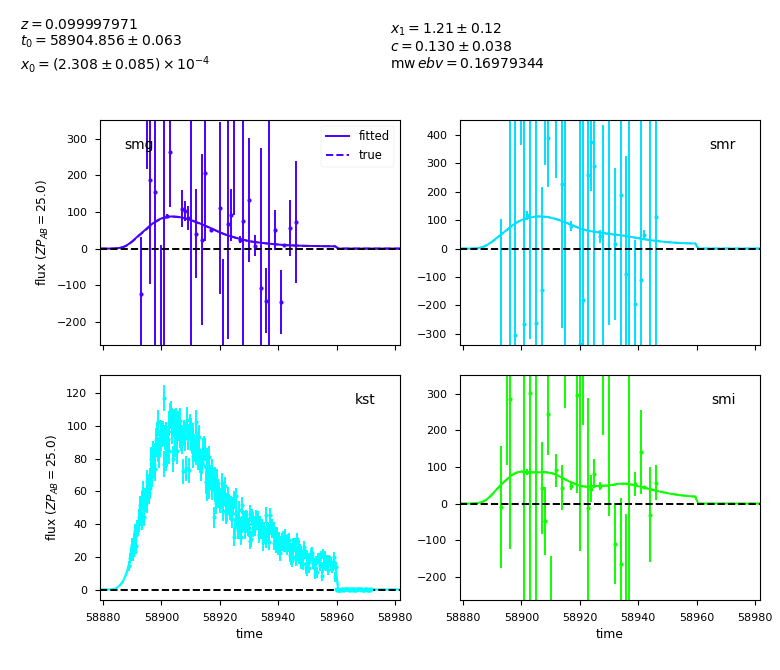 z = 0.099997971
t₀ = 58904.856 ± 0.063
x₀ = (2.308 ± 0.085) × 10⁻⁴
x₁ = 1.21 ± 0.12
c = 0.130 ± 0.038
mwebv = 0.16979344
smg
fitted
true
flux (ZP_AB = 25.0)
300
200
100
0
−100
−200
smr
400
300
200
100
0
−100
−200
−300
kst
flux (ZP_AB = 25.0)
120
100
80
60
40
20
0
58880 58900 58920 58940 58960 58980
time
smi
300
200
100
0
−100
−200
58880 58900 58920 58940 58960 58980
time